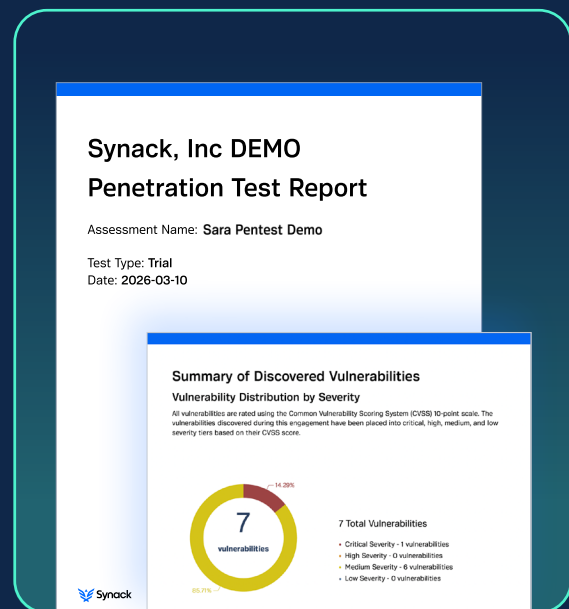 Synack, Inc DEMO
Penetration Test Report
Assessment Name: Sara Pentest Demo
Test Type: Trial
Date: 2026-03-10
Summary of Discovered Vulnerabilities
Vulnerability Distribution by Severity
All vulnerabilities are rated using the Common Vulnerability Scoring System (CVSS) 10-point scale. The
vulnerabilities discovered during this engagement have been placed into critical, high, medium, and low
severity tiers based on their CVSS score.
14.29%
7
vulnerabilities
85.71%
7 Total Vulnerabilities
• Critical Severity - 1 vulnerabilities
• High Severity - 0 vulnerabilities
• Medium Severity - 6 vulnerabilities
• Low Severity - 0 vulnerabilities
Synack